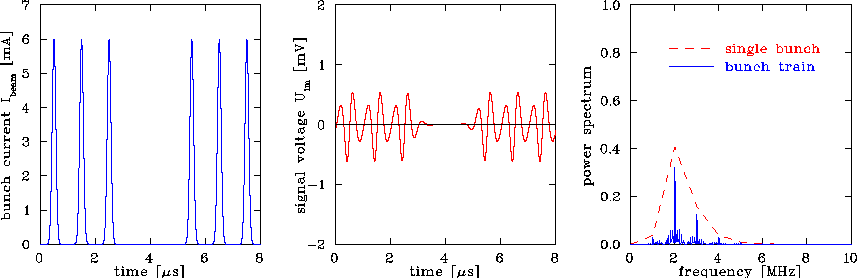 7
6
5
4
3
2
1
0
bunch current I_beam [mA]
0 2 4 6 8
time [μs]
2
1
0
−1
−2
signal voltage U_im [mV]
0 2 4 6 8
time [μs]
1.0
0.8
0.6
0.4
0.2
0.0
power spectrum
single bunch
bunch train
0 2 4 6 8 10
frequency [MHz]